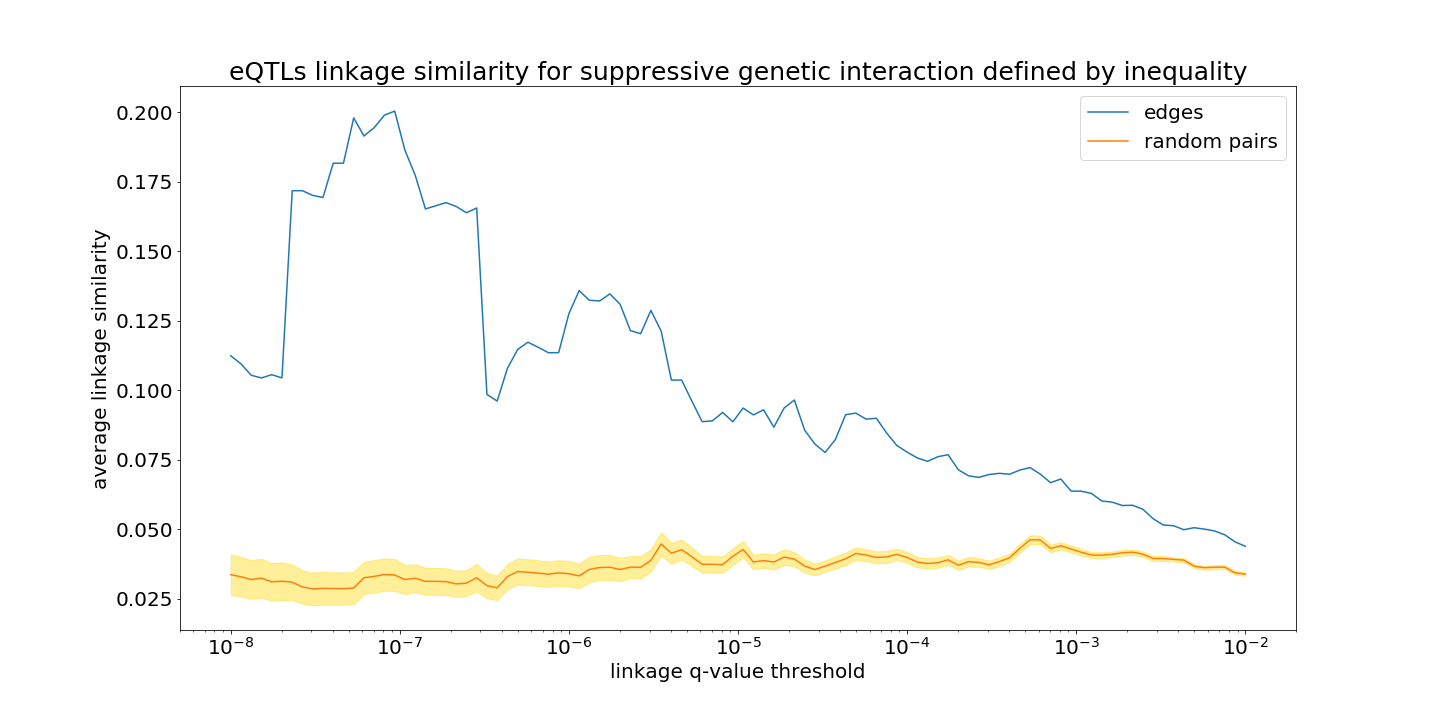 eQTLs linkage similarity for suppressive genetic interaction defined by inequality
edges
random pairs
average linkage similarity
0.200
0.175
0.150
0.125
0.100
0.075
0.050
0.025
10⁻⁸ 10⁻⁷ 10⁻⁶ 10⁻⁵ 10⁻⁴ 10⁻³ 10⁻²
linkage q-value threshold